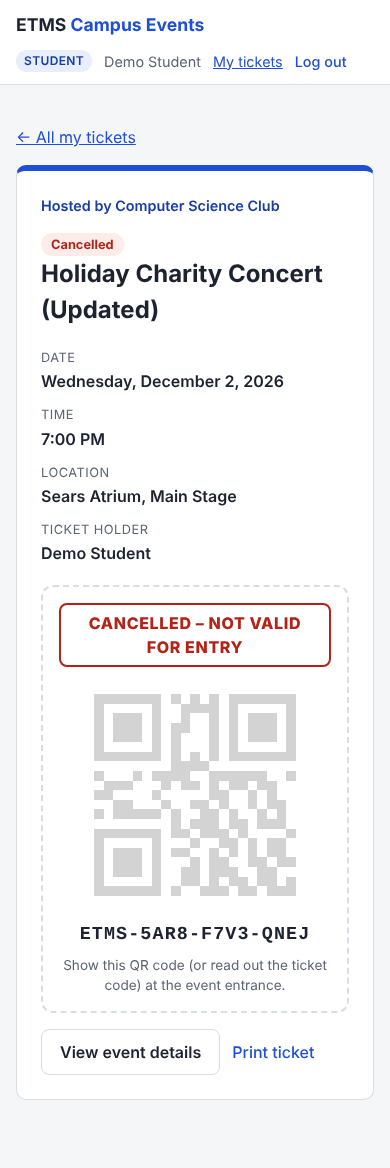 ETMS Campus Events
STUDENT Demo Student My tickets Log out
← All my tickets
Hosted by Computer Science Club
Cancelled
Holiday Charity Concert
(Updated)
DATE
Wednesday, December 2, 2026
TIME
7:00 PM
LOCATION
Sears Atrium, Main Stage
TICKET HOLDER
Demo Student
CANCELLED – NOT VALID
FOR ENTRY
ETMS-5AR8-F7V3-QNEJ
Show this QR code (or read out the ticket
code) at the event entrance.
View event details Print ticket